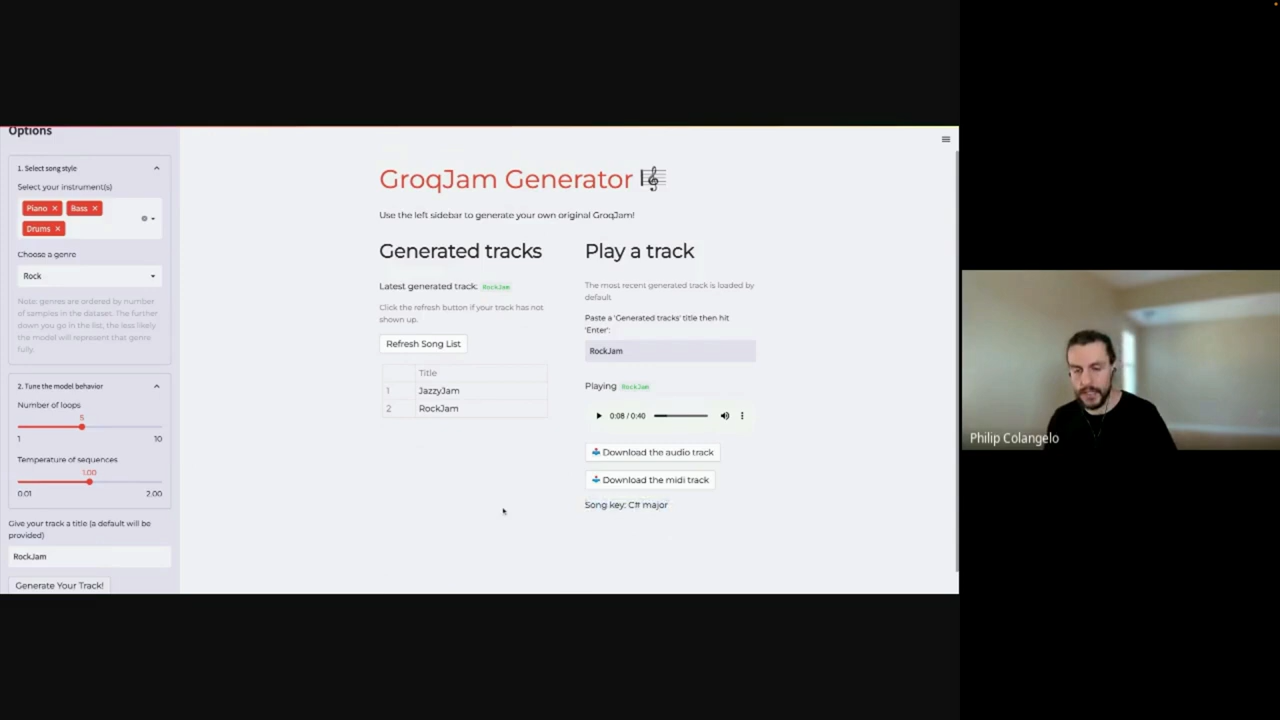 Options
1. Select song style
Select your instrument(s)
Piano ×
Bass ×
Drums ×
Choose a genre
Rock
Note: genres are ordered by number
of samples in the dataset. The further
down you go in the list, the less likely
the model will represent that genre
fully.
2. Tune the model behavior
Number of loops
5
1
10
Temperature of sequences
1.00
0.01
2.00
Give your track a title (a default will be
provided)
RockJam
Generate Your Track!
GroqJam Generator
Use the left sidebar to generate your own original GroqJam!
Generated tracks
Latest generated track: RockJam
Click the refresh button if your track has not
shown up.
Refresh Song List
Title
1 JazzyJam
2 RockJam
Play a track
The most recent generated track is loaded by
default.
Paste a 'Generated tracks' title then hit
'Enter':
RockJam
Playing RockJam
0:08 / 0:40
Download the audio track
Download the midi track
Song key: C# major
Philip Colangelo